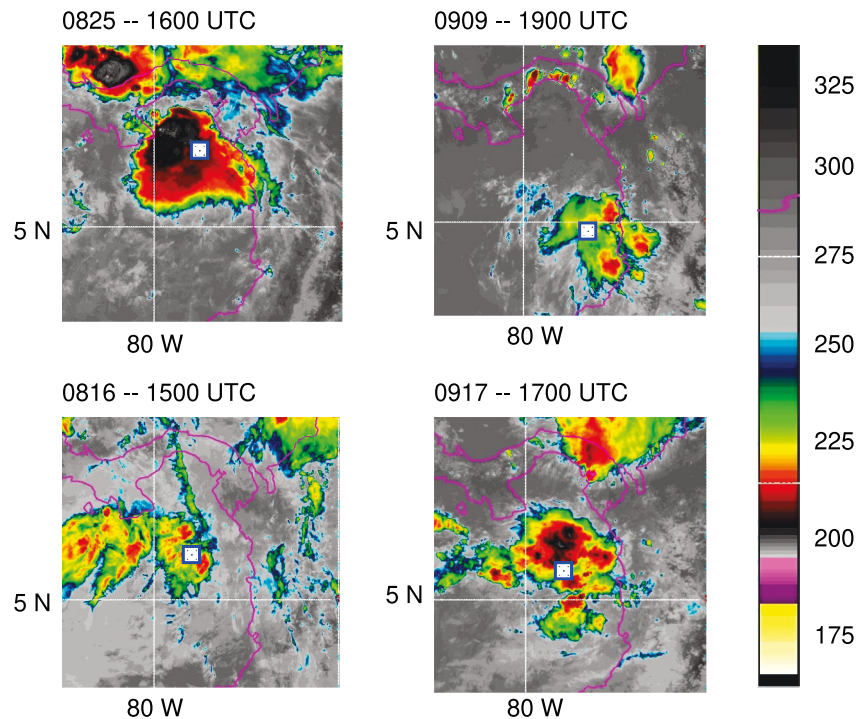 0825 -- 1600 UTC
0909 -- 1900 UTC
5 N
5 N
80 W
80 W
0816 -- 1500 UTC
0917 -- 1700 UTC
5 N
5 N
80 W
80 W
325
300
275
250
225
200
175